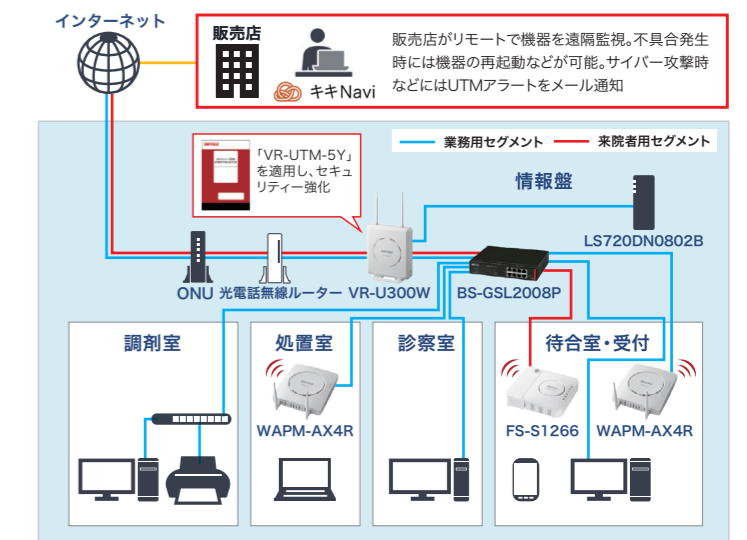 インターネット
販売店
キキNavi
販売店がリモートで機器を遠隔監視。不具合発生
時には機器の再起動などが可能。サイバー攻撃時
などにはUTMアラートをメール通知
業務用セグメント
来院者用セグメント
「VR-UTM-5Y」
を適用し、セキュ
リティー強化
情報盤
LS720DN0802B
ONU
光電話無線ルーター
VR-U300W
BS-GSL2008P
調剤室
処置室
診察室
待合室・受付
WAPM-AX4R
FS-S1266
WAPM-AX4R